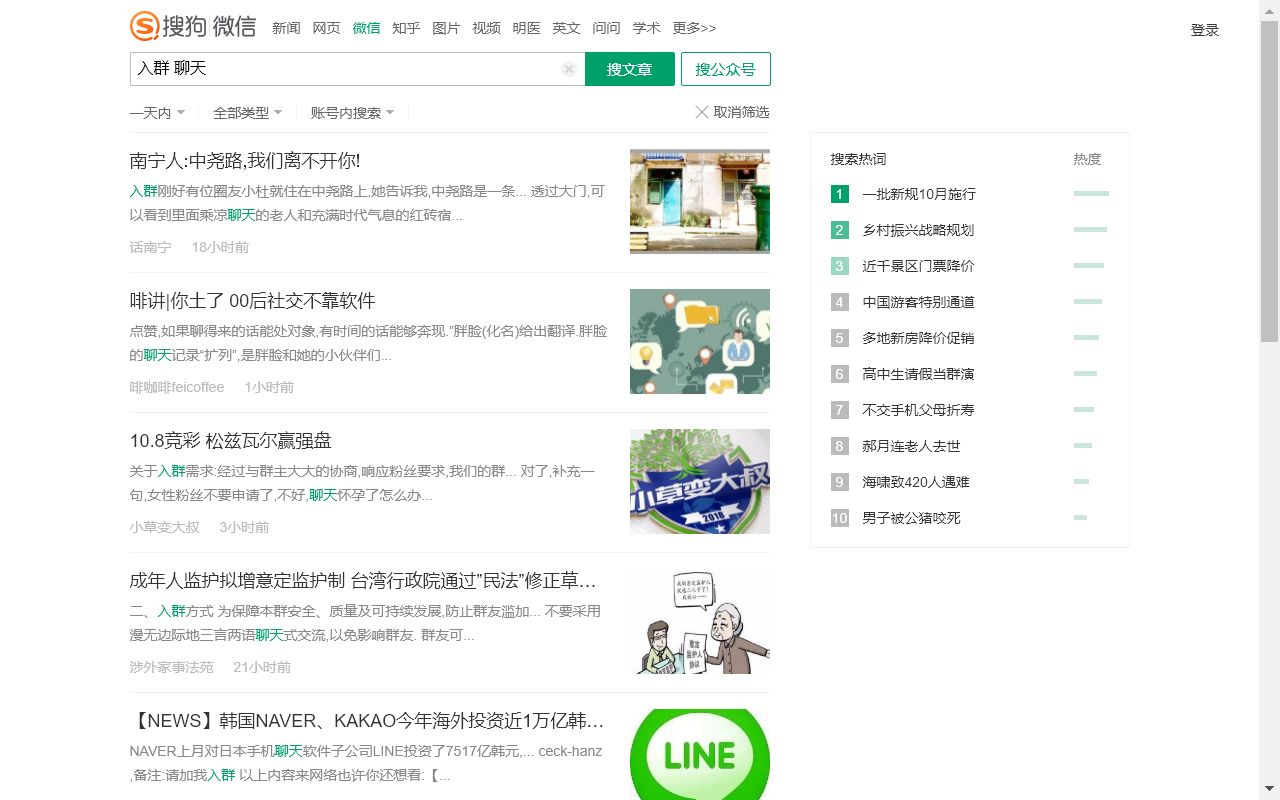 搜狗 微信 新闻 网页 微信 知乎 图片 视频 明医 英文 问问 学术 更多>> 登录
入群 聊天 搜文章 搜公众号
一天内 全部类型 账号内搜索 取消筛选
南宁人:中尧路,我们离不开你!
入群刚好有位圈友小杜就住在中尧路上,她告诉我,中尧路是一条... 透过大门,可
以看到里面乘凉聊天的老人和充满时代气息的红砖宿...
话南宁 18小时前
啡讲|你土了 00后社交不靠软件
点赞,如果聊得来的话能处对象,有时间的话能够奔现.”胖脸(化名)给出翻译.胖脸
的聊天记录“扩列”,是胖脸和她的小伙伴们...
啡咖啡feicoffee 1小时前
10.8竞彩 松兹瓦尔赢强盘
关于入群需求:经过与群主大大的协商,响应粉丝要求,我们的群... 对了,补充一
句,女性粉丝不要申请了,不好,聊天怀孕了怎么办...
小草变大叔 3小时前
小草变大叔
2016
成年人监护拟增意定监护制 台湾行政院通过”民法”修正草...
二、入群方式 为保障本群安全、质量及可持续发展,防止群友滥加... 不要采用
漫无边际地三言两语聊天式交流,以免影响群友. 群友可...
涉外家事法苑 21小时前
意定
监护人
协议
【NEWS】韩国NAVER、KAKAO今年海外投资近1万亿韩...
NAVER上月对日本手机聊天软件子公司LINE投资了7517亿韩元,... ceck-hanz
,备注:请加我入群 以上内容来网络也许你还想看:【...
LINE
搜索热词 热度
1 一批新规10月施行
2 乡村振兴战略规划
3 近千景区门票降价
4 中国游客特别通道
5 多地新房降价促销
6 高中生请假当群演
7 不交手机父母折寿
8 郝月连老人去世
9 海啸致420人遇难
10 男子被公猪咬死